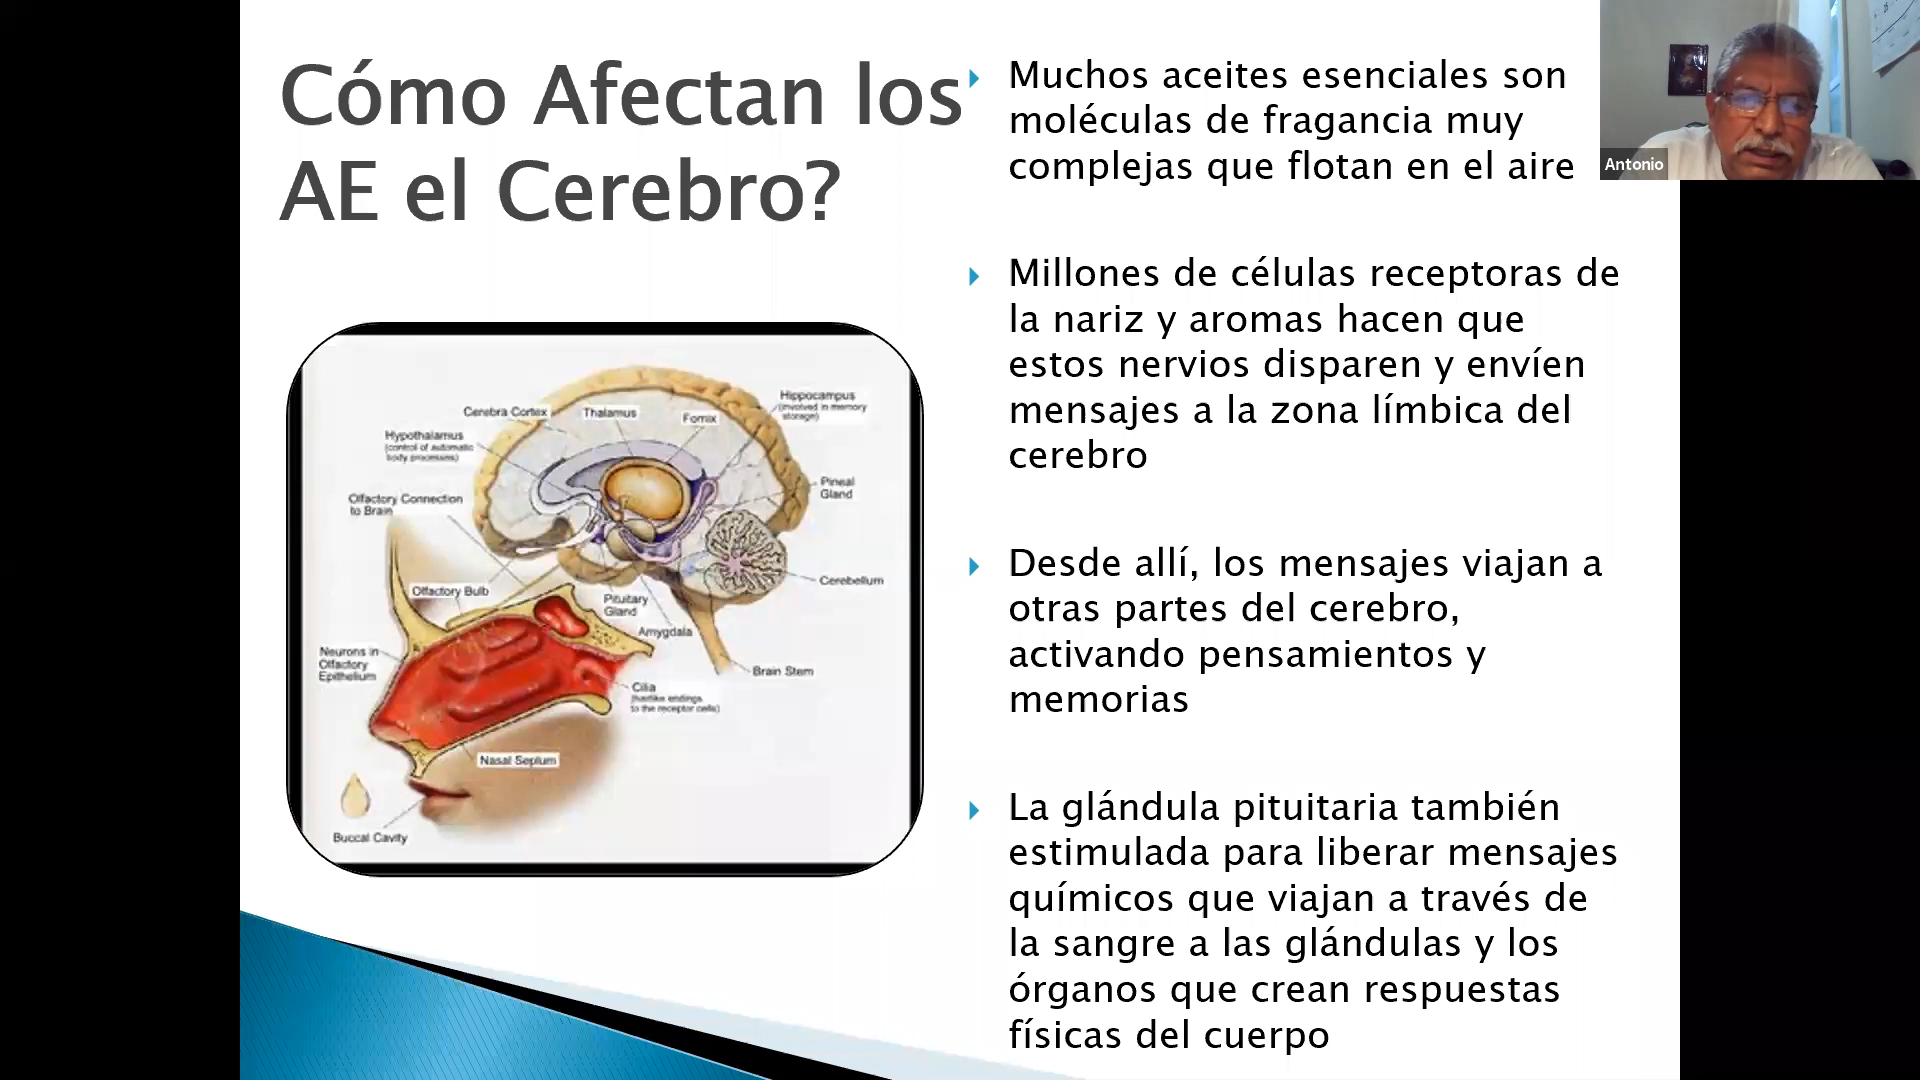 Cómo Afectan los
AE el Cerebro?
Muchos aceites esenciales son
moléculas de fragancia muy
complejas que flotan en el aire
Millones de células receptoras de
la nariz y aromas hacen que
estos nervios disparen y envíen
mensajes a la zona límbica del
cerebro
Desde allí, los mensajes viajan a
otras partes del cerebro,
activando pensamientos y
memorias
La glándula pituitaria también
estimulada para liberar mensajes
químicos que viajan a través de
la sangre a las glándulas y los
órganos que crean respuestas
físicas del cuerpo
Antonio
Cerebra Cortex
Thalamus
Fornix
Hippocampus
(involved in memory
storage)
Hypothalamus
(control of automatic
body processes)
Pineal
Gland
Olfactory Connection
to Brain
Cerebellum
Olfactory Bulb
Pituitary
Gland
Amygdala
Neurons in
Olfactory
Epithelium
Brain Stem
Cilia
(hairlike endings
to the receptor cells)
Nasal Septum
Buccal Cavity